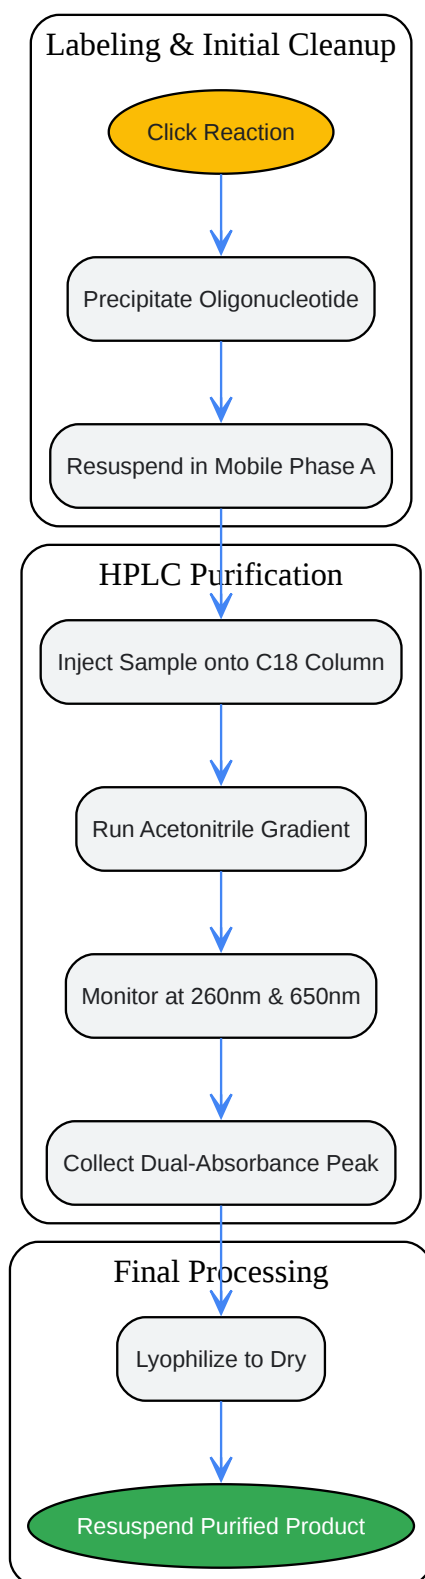 Labeling & Initial Cleanup
Click Reaction
Precipitate Oligonucleotide
Resuspend in Mobile Phase A
HPLC Purification
Inject Sample onto C18 Column
Run Acetonitrile Gradient
Monitor at 260nm & 650nm
Collect Dual-Absorbance Peak
Final Processing
Lyophilize to Dry
Resuspend Purified Product